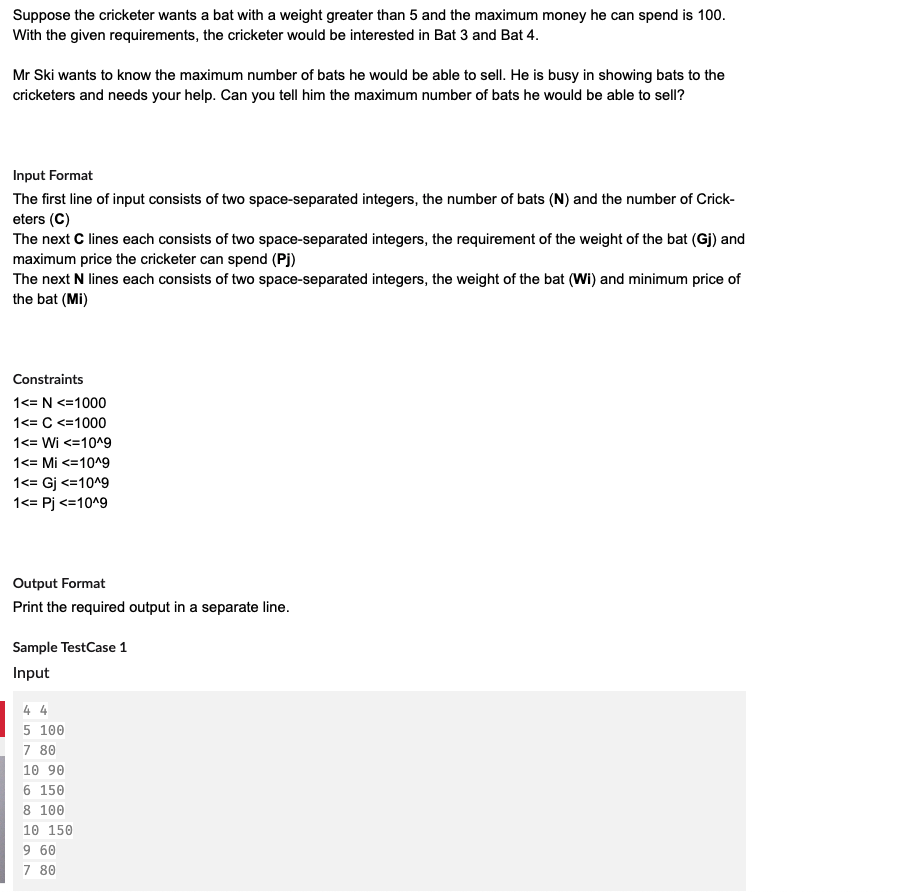 Suppose the cricketer wants a bat with a weight greater than 5 and the maximum money he can spend is 100.
With the given requirements, the cricketer would be interested in Bat 3 and Bat 4.
Mr Ski wants to know the maximum number of bats he would be able to sell. He is busy in showing bats to the
cricketers and needs your help. Can you tell him the maximum number of bats he would be able to sell?
Input Format
The first line of input consists of two space-separated integers, the number of bats (N) and the number of Crick-
eters (C)
The next C lines each consists of two space-separated integers, the requirement of the weight of the bat (Gj) and
maximum price the cricketer can spend (Pj)
The next N lines each consists of two space-separated integers, the weight of the bat (Wi) and minimum price of
the bat (Mi)
Constraints
1<= N <=1000
1<= C <=1000
1<= Wi <=10^9
1<= Mi <=10^9
1<= Gj <=10^9
1<= Pj <=10^9
Output Format
Print the required output in a separate line.
Sample TestCase 1
Input
4 4
5 100
7 80
10 90
6 150
8 100
10 150
9 60
7 80